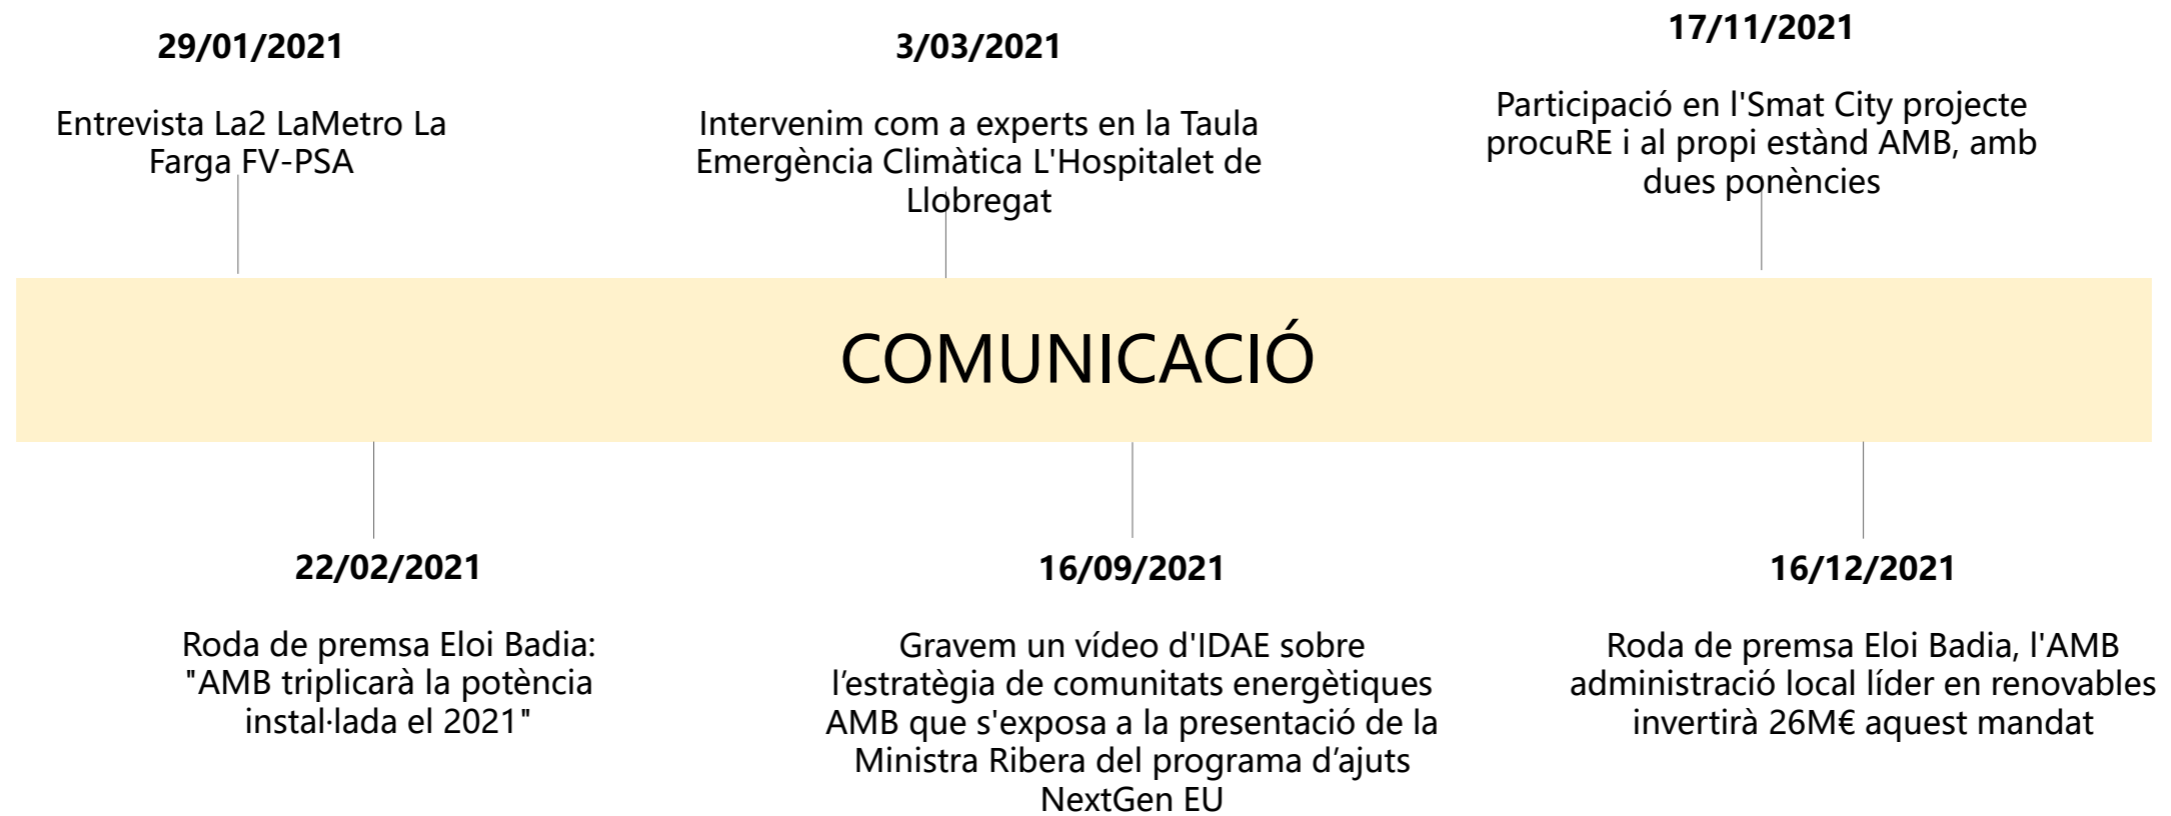 29/01/2021
Entrevista La2 LaMetro La
Farga FV-PSA
3/03/2021
Intervenim com a experts en la Taula
Emergència Climàtica L'Hospitalet de
Llobregat
17/11/2021
Participació en l'Smat City projecte
procuRE i al propi estànd AMB, amb
dues ponències
COMUNICACIÓ
22/02/2021
Roda de premsa Eloi Badia:
"AMB triplicarà la potència
instal·lada el 2021"
16/09/2021
Gravem un vídeo d'IDAE sobre
l’estratègia de comunitats energètiques
AMB que s'exposa a la presentació de la
Ministra Ribera del programa d’ajuts
NextGen EU
16/12/2021
Roda de premsa Eloi Badia, l'AMB
administració local líder en renovables
invertirà 26M€ aquest mandat